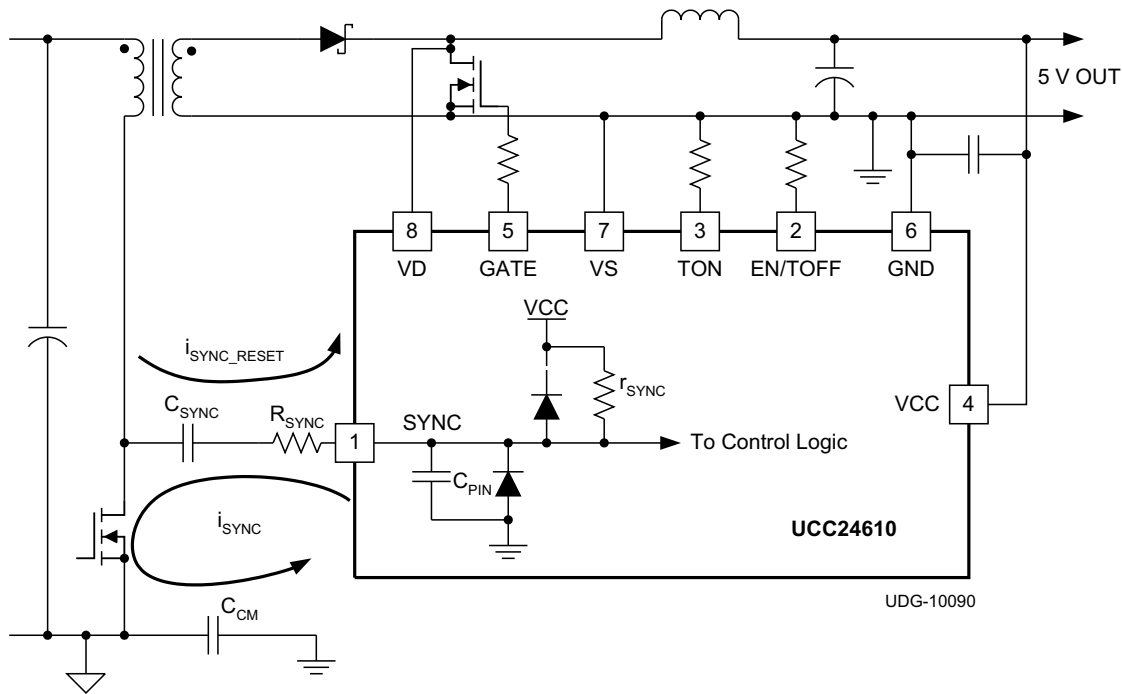 5 V OUT
8
5
7
3
2
6
VD
GATE
VS
TON
EN/TOFF
GND
VCC
iSYNC_RESET
rSYNC
CSYNC
RSYNC
VCC
4
1
SYNC
To Control Logic
CPIN
iSYNC
UCC24610
UDG-10090
CCM